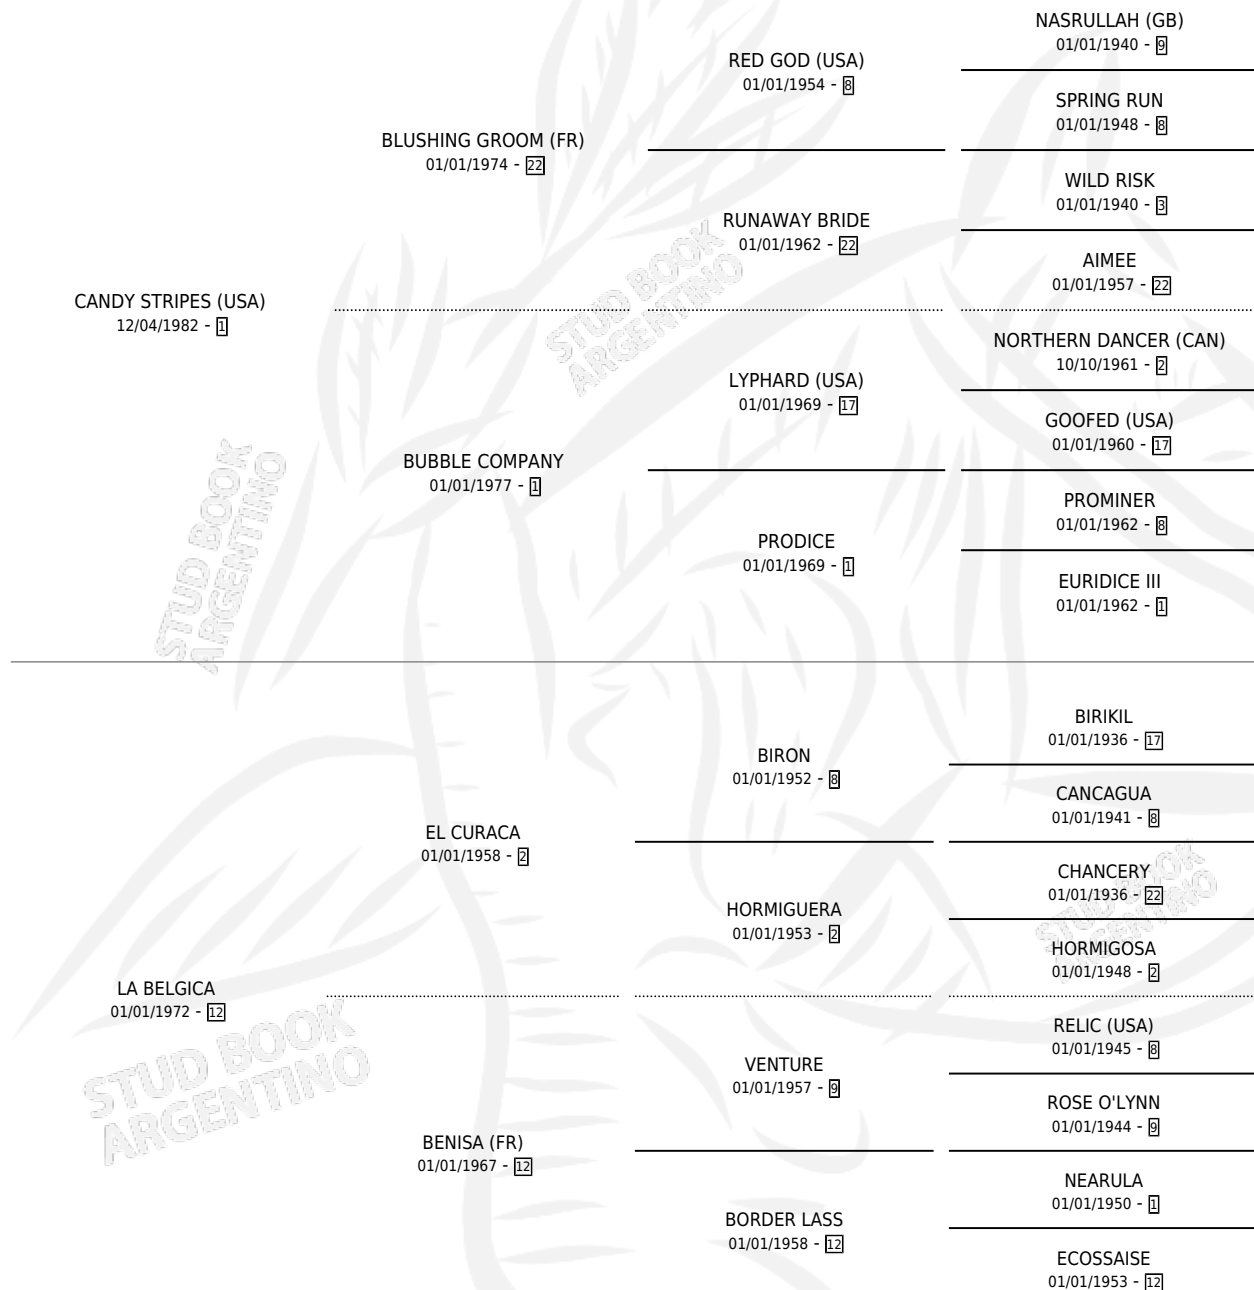 NASRULLAH (GB)
01/01/1940 - 9
RED GOD (USA)
01/01/1954 - 8
SPRING RUN
01/01/1948 - 8
BLUSHING GROOM (FR)
01/01/1974 - 22
WILD RISK
01/01/1940 - 3
RUNAWAY BRIDE
01/01/1962 - 22
AIMEE
01/01/1957 - 22
CANDY STRIPES (USA)
12/04/1982 - 1
NORTHERN DANCER (CAN)
10/10/1961 - 2
LYPHARD (USA)
01/01/1969 - 17
GOOFED (USA)
01/01/1960 - 17
BUBBLE COMPANY
01/01/1977 - 1
PROMINER
01/01/1962 - 8
PRODICE
01/01/1969 - 1
EURIDICE III
01/01/1962 - 1
BIRIKIL
01/01/1936 - 17
BIRON
01/01/1952 - 8
CANCAGUA
01/01/1941 - 8
EL CURACA
01/01/1958 - 2
CHANCERY
01/01/1936 - 22
HORMIGUERA
01/01/1953 - 2
HORMIGOSA
01/01/1948 - 2
LA BELGICA
01/01/1972 - 12
RELIC (USA)
01/01/1945 - 8
VENTURE
01/01/1957 - 9
ROSE O'LYNN
01/01/1944 - 9
BENISA (FR)
01/01/1967 - 12
NEARULA
01/01/1950 - 1
BORDER LASS
01/01/1958 - 12
ECOSSAISE
01/01/1953 - 12
STUD BOOK
ARGENTINO
STUD BOOK
ARGENTINO
STUD BOOK
ARGENTINO
STUD BOOK
ARGENTINO